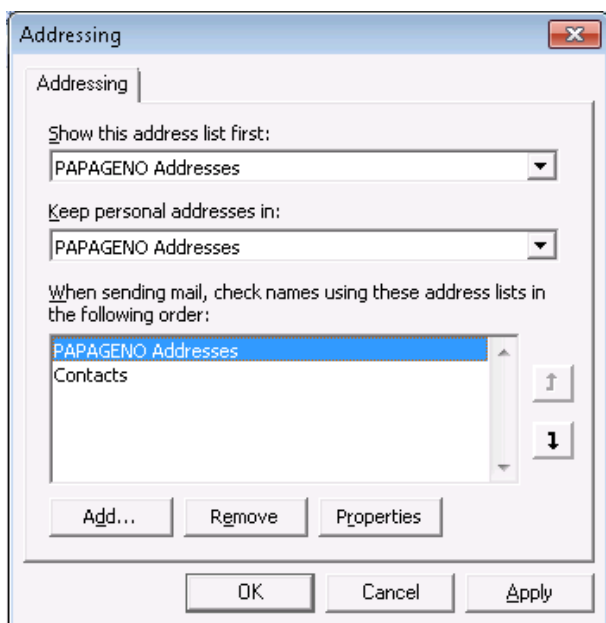 Addressing
Addressing
Show this address list first:
PAPAGENO Addresses
Keep personal addresses in:
PAPAGENO Addresses
When sending mail, check names using these address lists in
the following order:
PAPAGENO Addresses
Contacts
Add... Remove Properties
OK Cancel Apply